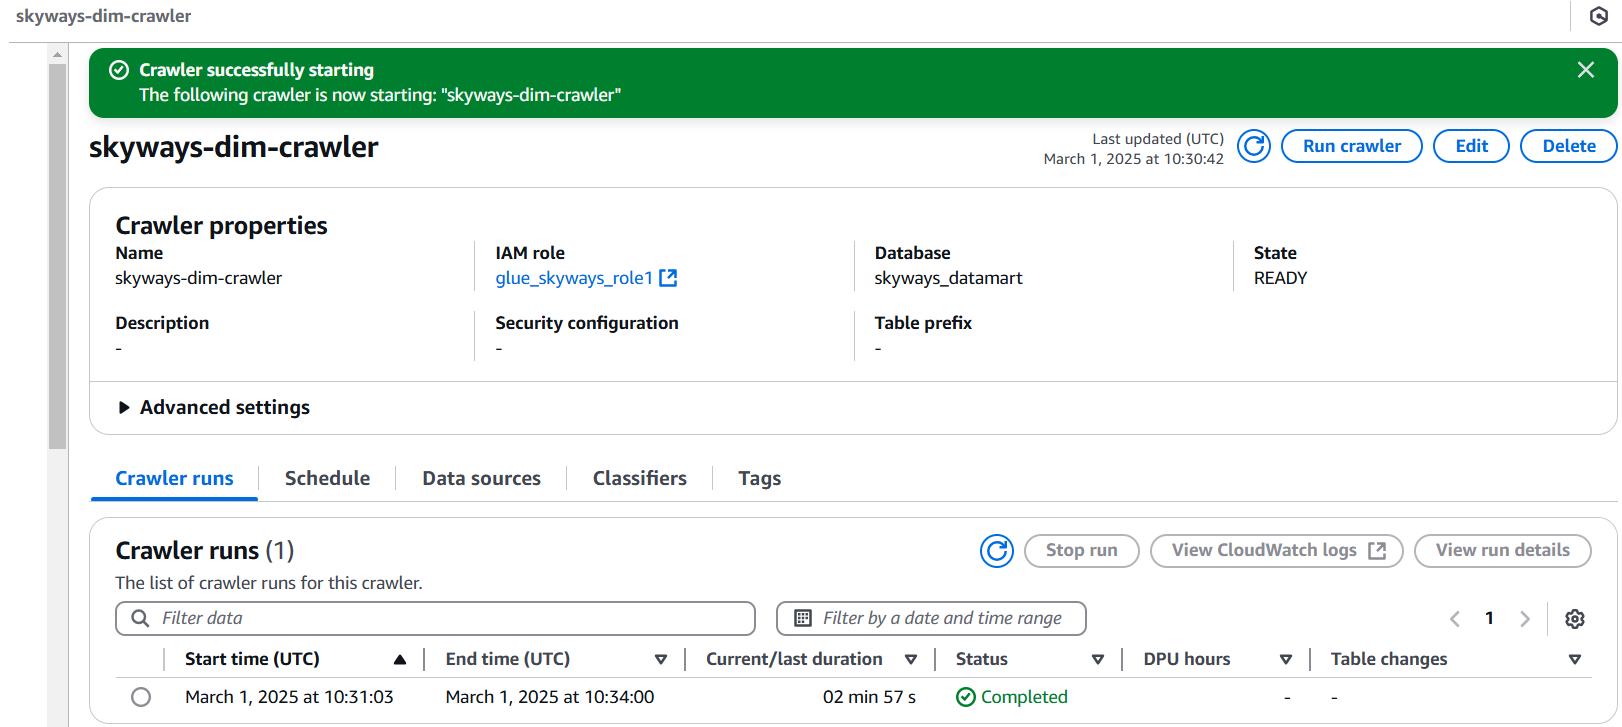 skyways-dim-crawler
Crawler successfully starting
The following crawler is now starting: "skyways-dim-crawler"
skyways-dim-crawler
Last updated (UTC)
March 1, 2025 at 10:30:42
Run crawler
Edit
Delete
Crawler properties
Name
skyways-dim-crawler
IAM role
glue_skyways_role1
Database
skyways_datamart
State
READY
Description
-
Security configuration
-
Table prefix
-
Advanced settings
Crawler runs
Schedule
Data sources
Classifiers
Tags
Crawler runs (1)
The list of crawler runs for this crawler.
Stop run
View CloudWatch logs
View run details
Filter data
Filter by a date and time range
1
Start time (UTC) End time (UTC) Current/last duration Status DPU hours Table changes
March 1, 2025 at 10:31:03 March 1, 2025 at 10:34:00 02 min 57 s Completed - -